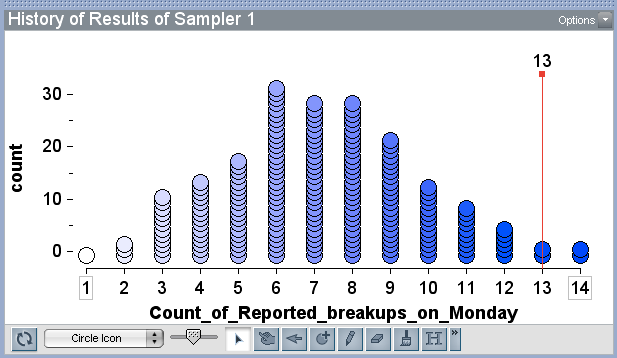 History of Results of Sampler 1
Options
13
30
20
10
0
count
1 2 3 4 5 6 7 8 9 10 11 12 13 14
Count_of_Reported_breakups_on_Monday
Circle Icon